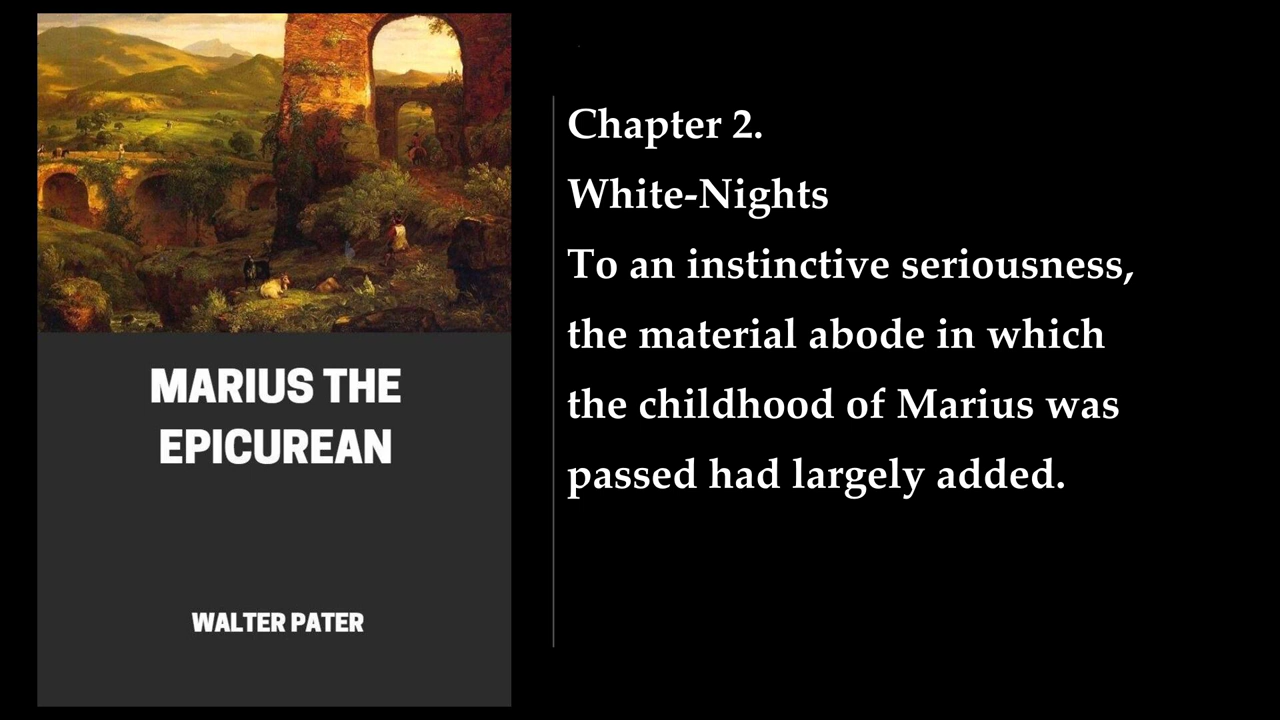 MARIUS THE
EPICUREAN
WALTER PATER
Chapter 2.
White-Nights
To an instinctive seriousness,
the material abode in which
the childhood of Marius was
passed had largely added.